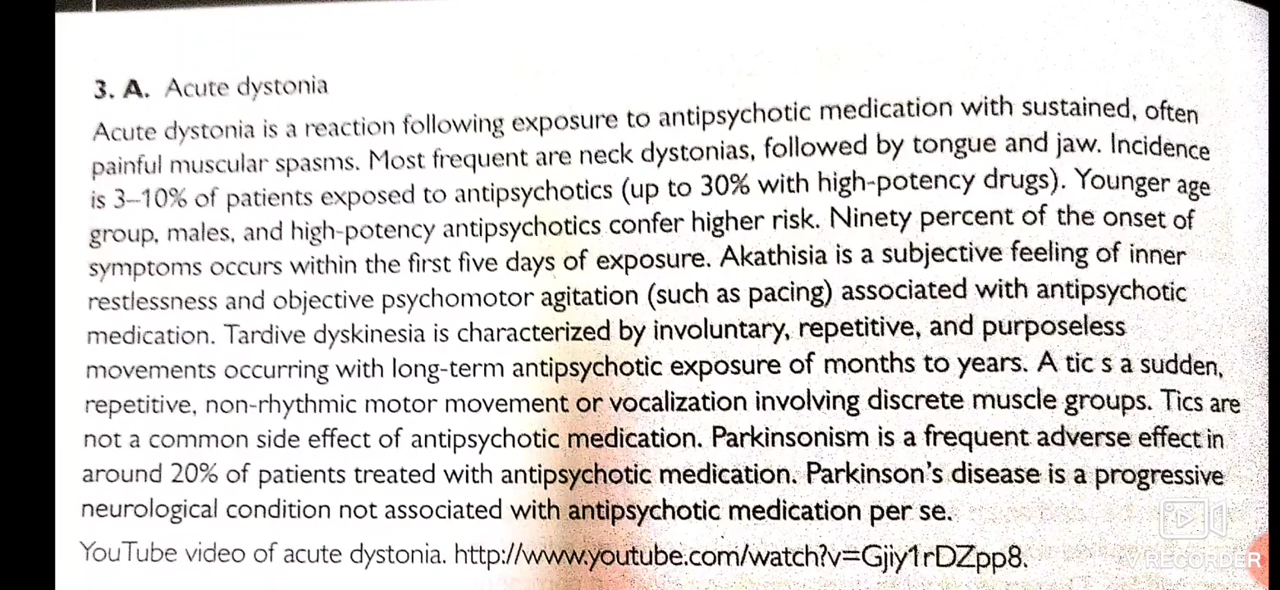 3. A. Acute dystonia
Acute dystonia is a reaction following exposure to antipsychotic medication with sustained, often
painful muscular spasms. Most frequent are neck dystonias, followed by tongue and jaw. Incidence
is 3–10% of patients exposed to antipsychotics (up to 30% with high-potency drugs). Younger age
group, males, and high-potency antipsychotics confer higher risk. Ninety percent of the onset of
symptoms occurs within the first five days of exposure. Akathisia is a subjective feeling of inner
restlessness and objective psychomotor agitation (such as pacing) associated with antipsychotic
medication. Tardive dyskinesia is characterized by involuntary, repetitive, and purposeless
movements occurring with long-term antipsychotic exposure of months to years. A tic s a sudden,
repetitive, non-rhythmic motor movement or vocalization involving discrete muscle groups. Tics are
not a common side effect of antipsychotic medication. Parkinsonism is a frequent adverse effect in
around 20% of patients treated with antipsychotic medication. Parkinson's disease is a progressive
neurological condition not associated with antipsychotic medication per se.
YouTube video of acute dystonia. http://www.youtube.com/watch?v=Gjiy1rDZpp8.
V RECORDER